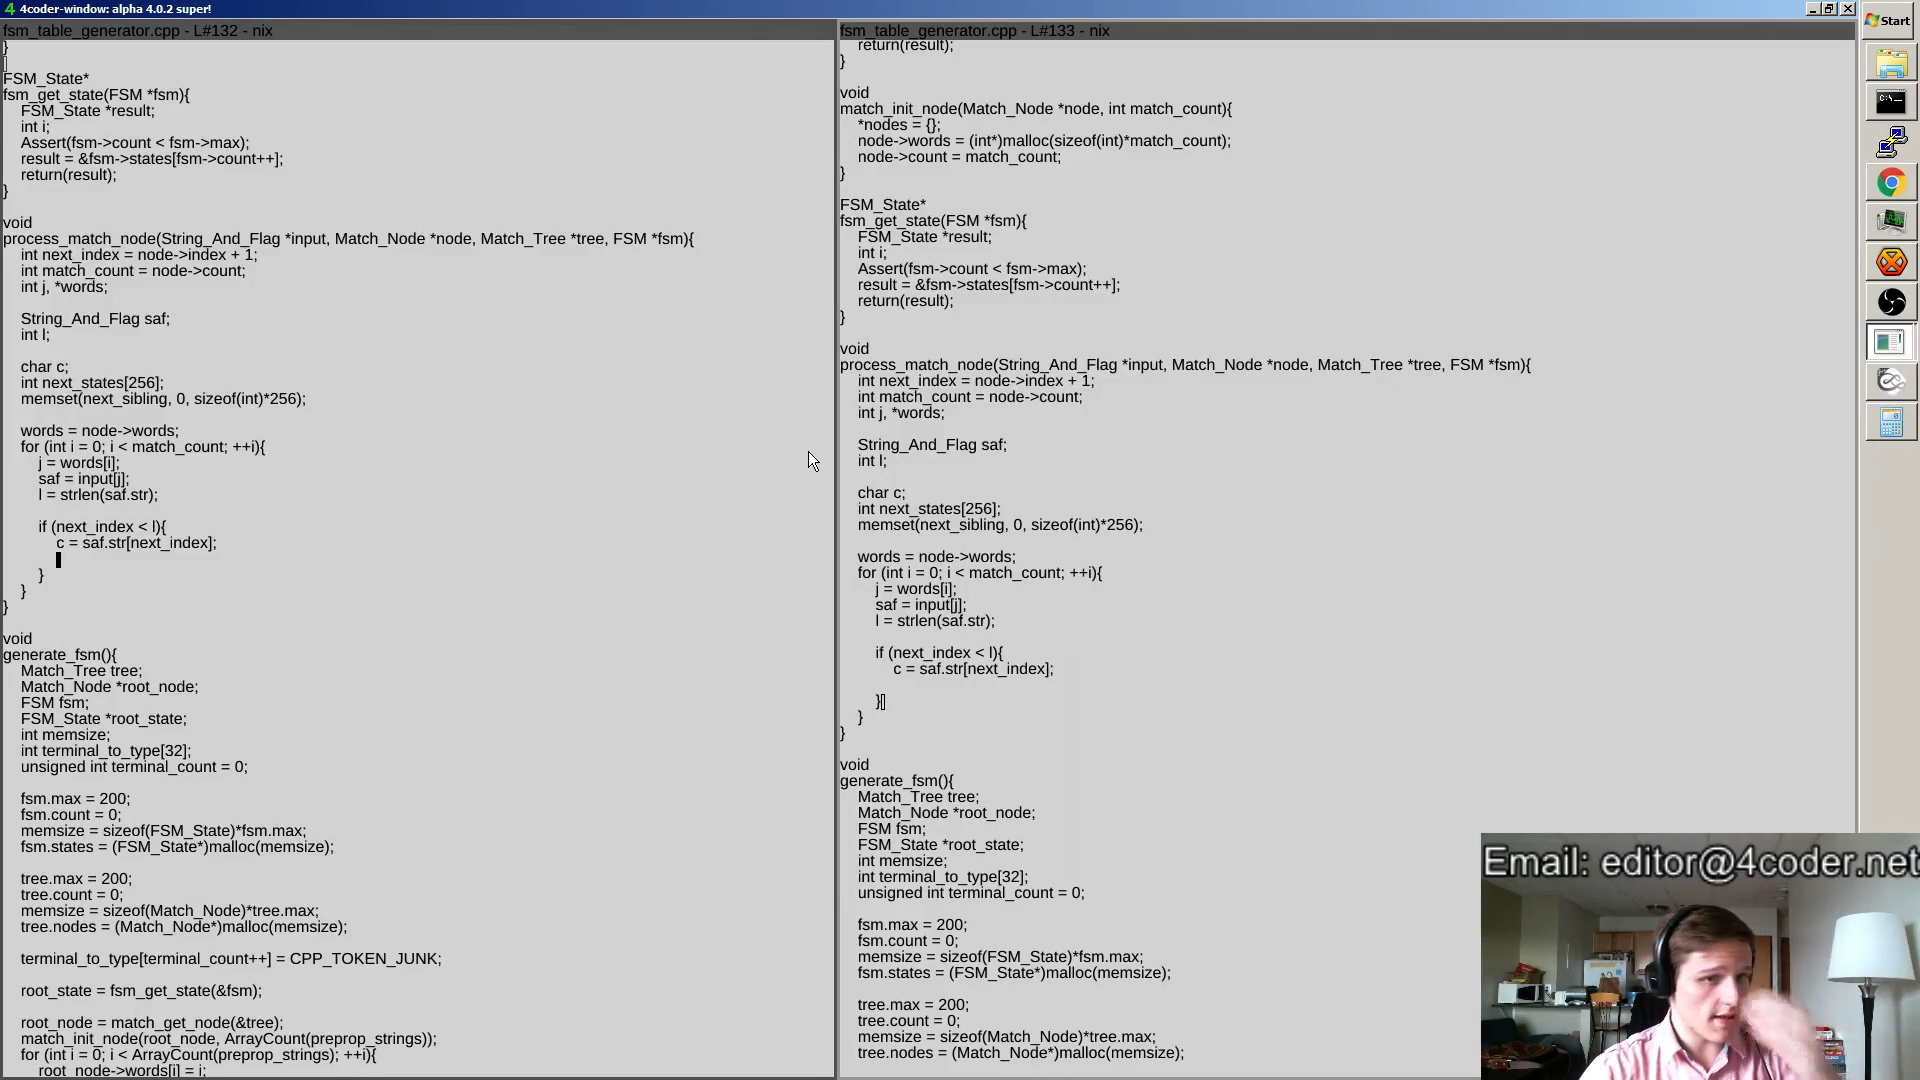 4coder-window: alpha 4.0.2 super!
Start
fsm_table_generator.cpp - L#132 - nix
}
FSM_State*
fsm_get_state(FSM *fsm){
FSM_State *result;
int i;
Assert(fsm->count < fsm->max);
result = &fsm->states[fsm->count++];
return(result);
}
void
process_match_node(String_And_Flag *input, Match_Node *node, Match_Tree *tree, FSM *fsm){
int next_index = node->index + 1;
int match_count = node->count;
int j, *words;
String_And_Flag saf;
int l;
char c;
int next_states[256];
memset(next_sibling, 0, sizeof(int)*256);
words = node->words;
for (int i = 0; i < match_count; ++i){
j = words[i];
saf = input[j];
l = strlen(saf.str);
if (next_index < l){
c = saf.str[next_index];
}
}
}
void
generate_fsm(){
Match_Tree tree;
Match_Node *root_node;
FSM fsm;
FSM_State *root_state;
int memsize;
int terminal_to_type[32];
unsigned int terminal_count = 0;
fsm.max = 200;
fsm.count = 0;
memsize = sizeof(FSM_State)*fsm.max;
fsm.states = (FSM_State*)malloc(memsize);
tree.max = 200;
tree.count = 0;
memsize = sizeof(Match_Node)*tree.max;
tree.nodes = (Match_Node*)malloc(memsize);
terminal_to_type[terminal_count++] = CPP_TOKEN_JUNK;
root_state = fsm_get_state(&fsm);
root_node = match_get_node(&tree);
match_init_node(root_node, ArrayCount(preprop_strings));
for (int i = 0; i < ArrayCount(preprop_strings); ++i){
root_node->words[i] = i;
fsm_table_generator.cpp - L#133 - nix
return(result);
}
void
match_init_node(Match_Node *node, int match_count){
*nodes = {};
node->words = (int*)malloc(sizeof(int)*match_count);
node->count = match_count;
}
FSM_State*
fsm_get_state(FSM *fsm){
FSM_State *result;
int i;
Assert(fsm->count < fsm->max);
result = &fsm->states[fsm->count++];
return(result);
}
void
process_match_node(String_And_Flag *input, Match_Node *node, Match_Tree *tree, FSM *fsm){
int next_index = node->index + 1;
int match_count = node->count;
int j, *words;
String_And_Flag saf;
int l;
char c;
int next_states[256];
memset(next_sibling, 0, sizeof(int)*256);
words = node->words;
for (int i = 0; i < match_count; ++i){
j = words[i];
saf = input[j];
l = strlen(saf.str);
if (next_index < l){
c = saf.str[next_index];
}
}
}
void
generate_fsm(){
Match_Tree tree;
Match_Node *root_node;
FSM fsm;
FSM_State *root_state;
int memsize;
int terminal_to_type[32];
unsigned int terminal_count = 0;
fsm.max = 200;
fsm.count = 0;
memsize = sizeof(FSM_State)*fsm.max;
fsm.states = (FSM_State*)malloc(memsize);
tree.max = 200;
tree.count = 0;
memsize = sizeof(Match_Node)*tree.max;
tree.nodes = (Match_Node*)malloc(memsize);
Email: editor@4coder.net